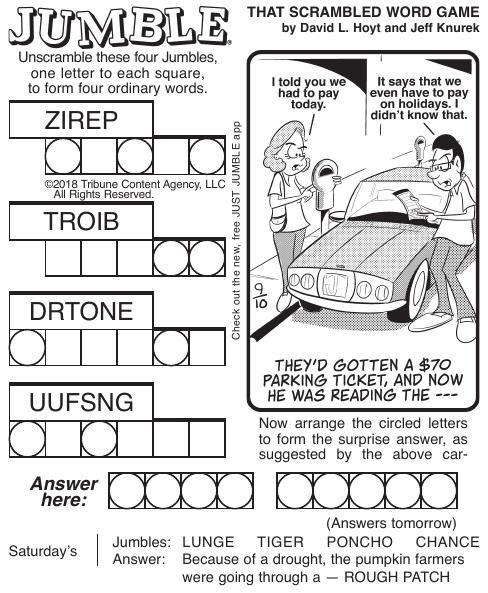 JUMBLE®
THAT SCRAMBLED WORD GAME
by David L. Hoyt and Jeff Knurek
Unscramble these four Jumbles,
one letter to each square,
to form four ordinary words.
ZIREP
©2018 Tribune Content Agency, LLC
All Rights Reserved.
TROIB
DRTONE
UUFSNG
Check out the new, free JUST JUMBLE app
I told you we
had to pay
today.
It says that we
even have to pay
on holidays. I
didn't know that.
9
10
THEY'D GOTTEN A $70
PARKING TICKET, AND NOW
HE WAS READING THE ---
Now arrange the circled letters
to form the surprise answer, as
suggested by the above car-
Answer
here:
(Answers tomorrow)
Saturday's
Jumbles: LUNGE TIGER PONCHO CHANCE
Answer: Because of a drought, the pumpkin farmers
were going through a — ROUGH PATCH